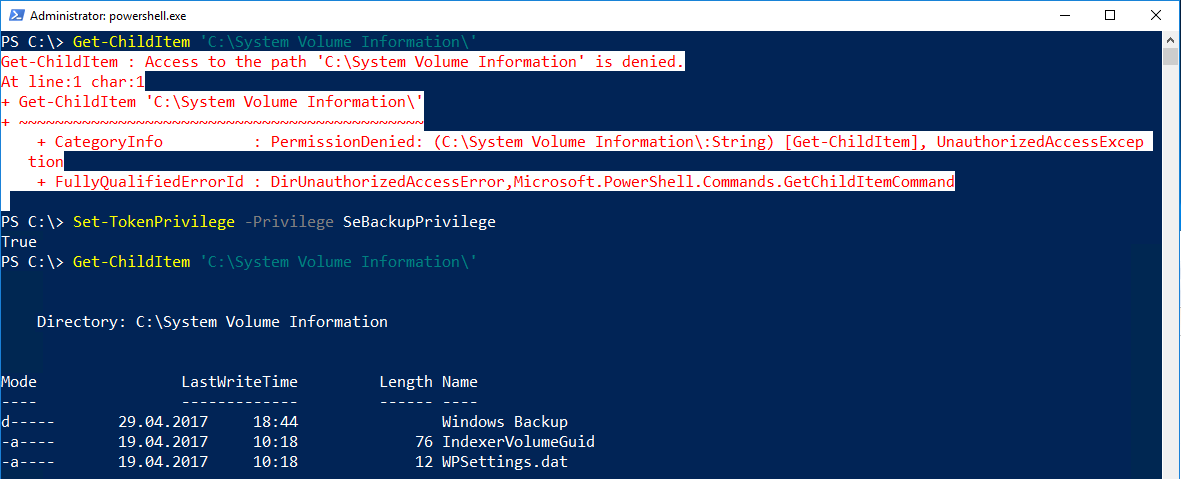 Administrator: powershell.exe
PS C:\> Get-ChildItem 'C:\System Volume Information\'
Get-ChildItem : Access to the path 'C:\System Volume Information' is denied.
At line:1 char:1
+ Get-ChildItem 'C:\System Volume Information\'
+ ~~~~~~~~~~~~~~~~~~~~~~~~~~~~~~~~~~~~~~~~~~~~~
    + CategoryInfo          : PermissionDenied: (C:\System Volume Information\:String) [Get-ChildItem], UnauthorizedAccessExcep
   tion
    + FullyQualifiedErrorId : DirUnauthorizedAccessError,Microsoft.PowerShell.Commands.GetChildItemCommand
PS C:\> Set-TokenPrivilege -Privilege SeBackupPrivilege
True
PS C:\> Get-ChildItem 'C:\System Volume Information\'
    Directory: C:\System Volume Information
Mode                LastWriteTime         Length Name
----                -------------         ------ ----
d-----       29.04.2017     18:44                Windows Backup
-a----       19.04.2017     10:18             76 IndexerVolumeGuid
-a----       19.04.2017     10:18             12 WPSettings.dat